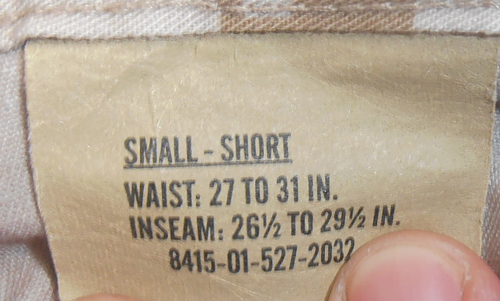 SMALL - SHORT
WAIST: 27 TO 31 IN.
INSEAM: 26½ TO 29½ IN.
8415-01-527-2032